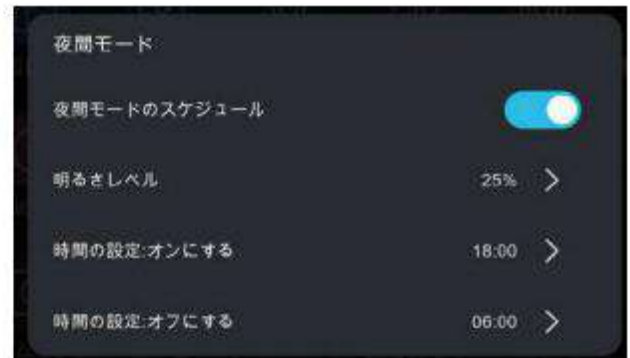 夜間モード
夜間モードのスケジュール
明るさレベル 25%
時間の設定:オンにする 18:00
時間の設定:オフにする 06:00